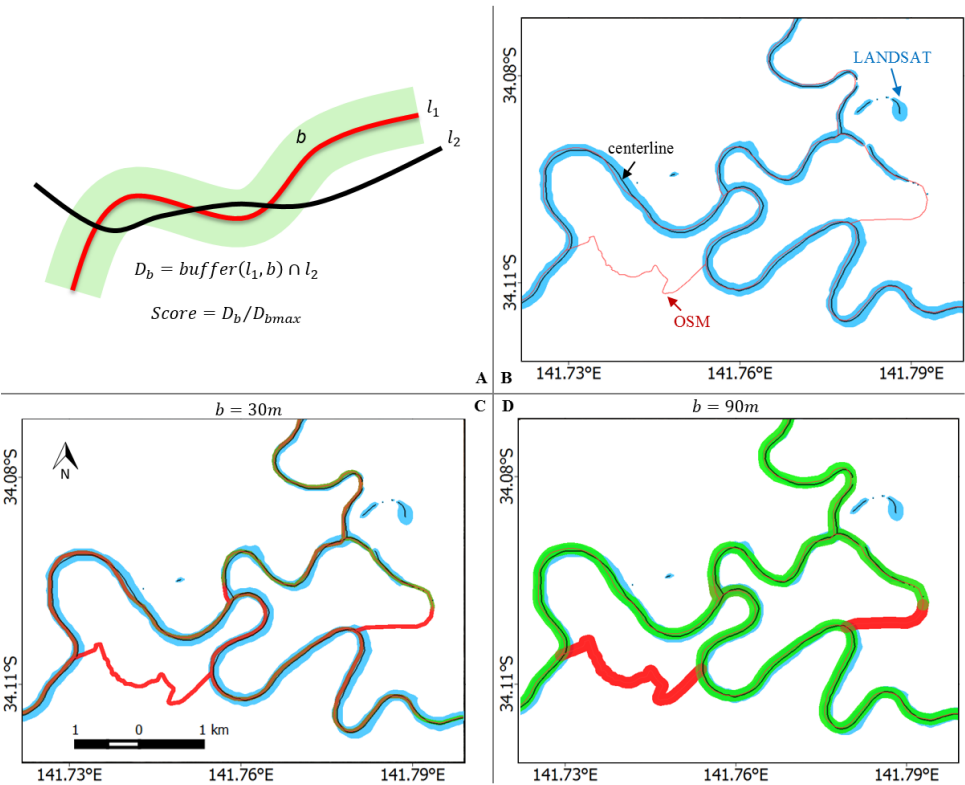 b
l₁
l₂
D_b = buffer(l₁, b) ∩ l₂
Score = D_b/D_bmax
A
B
34.08°S
34.11°S
LANDSAT
centerline
OSM
141.73°E 141.76°E 141.79°E
b = 30m
C
D
b = 90m
34.08°S
34.11°S
N
1 0 1 km
141.73°E 141.76°E 141.79°E
34.08°S
34.11°S
141.73°E 141.76°E 141.79°E